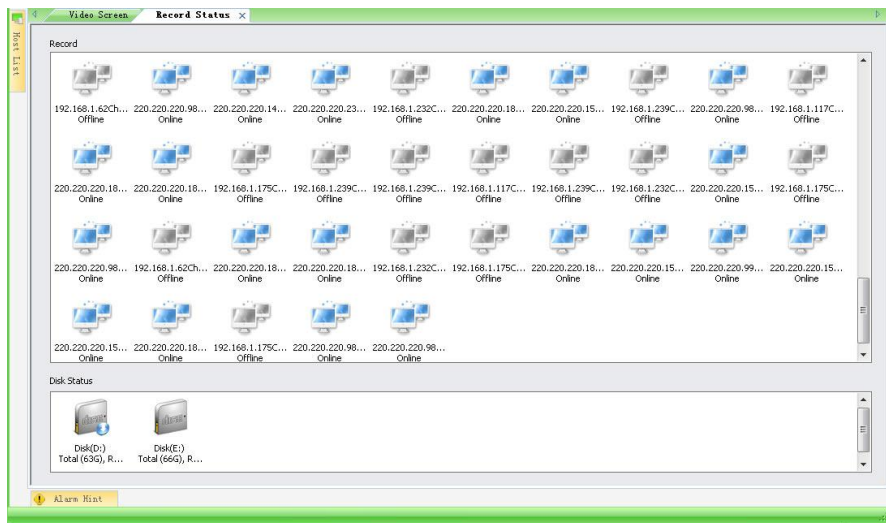 Video Screen Record Status
Host List
Record
192.168.1.62Ch... 220.220.220.98... 220.220.220.14... 220.220.220.23... 192.168.1.232C... 220.220.220.18... 220.220.220.15... 192.168.1.239C... 220.220.220.98... 192.168.1.117C...
Offline Online Online Online Offline Online Online Offline Online Offline
220.220.220.18... 220.220.220.18... 192.168.1.175C... 192.168.1.239C... 192.168.1.239C... 192.168.1.117C... 192.168.1.239C... 192.168.1.232C... 220.220.220.15... 192.168.1.175C...
Online Online Offline Offline Offline Offline Offline Offline Online Offline
220.220.220.98... 192.168.1.62Ch... 220.220.220.18... 220.220.220.18... 192.168.1.232C... 192.168.1.175C... 220.220.220.18... 220.220.220.15... 220.220.220.99... 220.220.220.15...
Online Offline Online Online Offline Offline Online Online Online Online
220.220.220.15... 220.220.220.18... 192.168.1.175C... 220.220.220.98... 220.220.220.98...
Online Online Offline Online Online
Disk Status
Disk(D:) Disk(E:)
Total (63G), R... Total (66G), R...
Alarm Hint